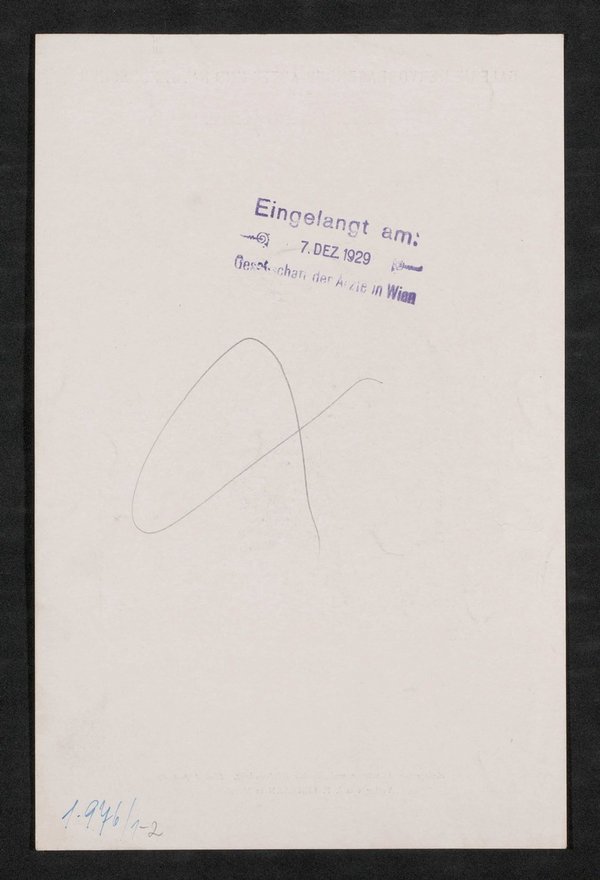 Eingelangt am:
7. DEZ. 1929
Gesellschaft der Ärzte in Wien
1.976/1-2